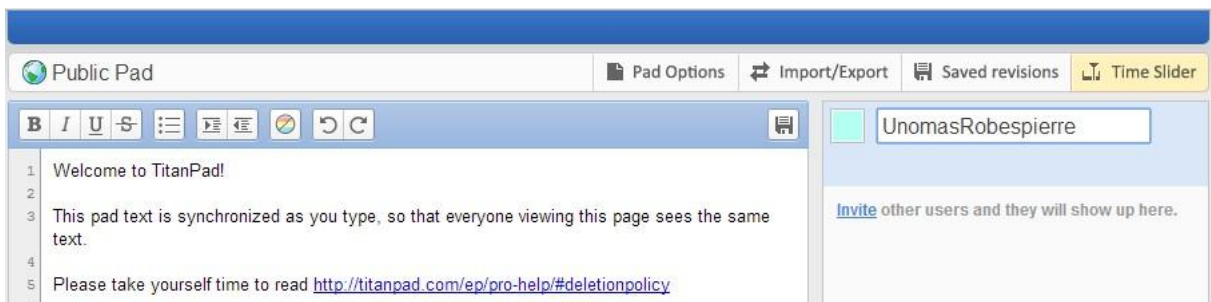 Public Pad
Pad Options
Import/Export
Saved revisions
Time Slider
B I U S
UnomasRobespierre
1 Welcome to TitanPad!
2
3 This pad text is synchronized as you type, so that everyone viewing this page sees the same
text.
4
5 Please take yourself time to read http://titanpad.com/ep/pro-help/#deletionpolicy
Invite other users and they will show up here.